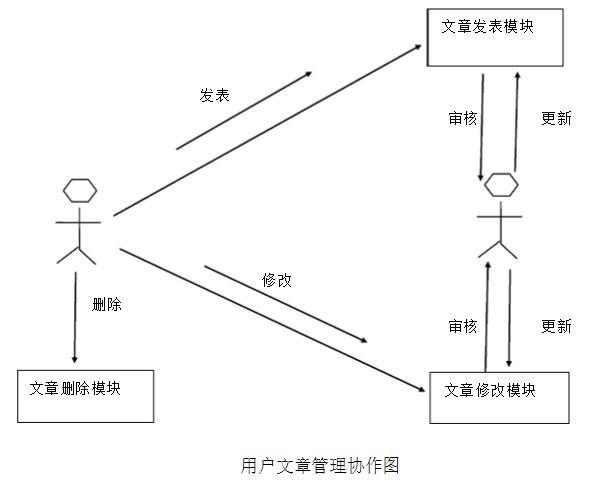 文章发表模块
发表
审核
更新
修改
删除
审核
更新
文章删除模块
文章修改模块
用户文章管理协作图